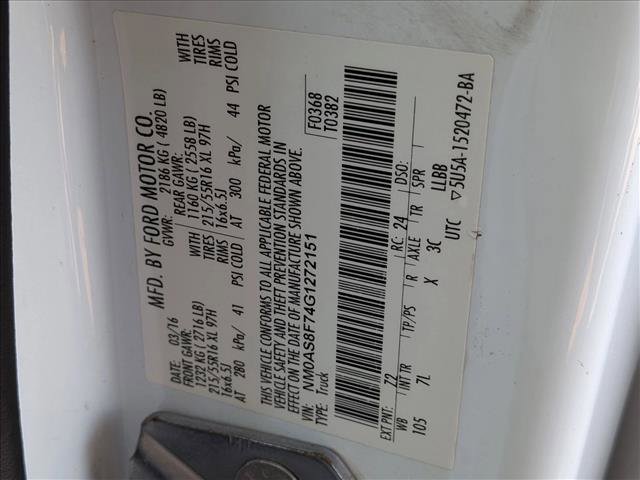 MFD. BY FORD MOTOR CO.
DATE: 03/16 GVWR: 2186 KG ( 4820 LB)
FRONT GAWR: REAR GAWR: WITH
1232 KG ( 2716 LB) WITH 1160 KG ( 2558 LB) TIRES
215/55R16 XL 97H TIRES 215/55R16 XL 97H RIMS
16x6.5J RIMS 16x6.5J
AT 280 kPa/ 41 PSI COLD AT 300 kPa/ 44 PSI COLD
THIS VEHICLE CONFORMS TO ALL APPLICABLE FEDERAL MOTOR
VEHICLE SAFETY AND THEFT PREVENTION STANDARDS IN
EFFECT ON THE DATE OF MANUFACTURE SHOWN ABOVE.
VIN: NM0AS8F74G1272151 F0368
TYPE: Truck T0382
EXT PNT: 7Z RC: 24 DSO:
WB INT TR TP/PS R AXLE TR SPR
105 7L X 3C LLBB
UTC ▽5U5A-1520472-BA